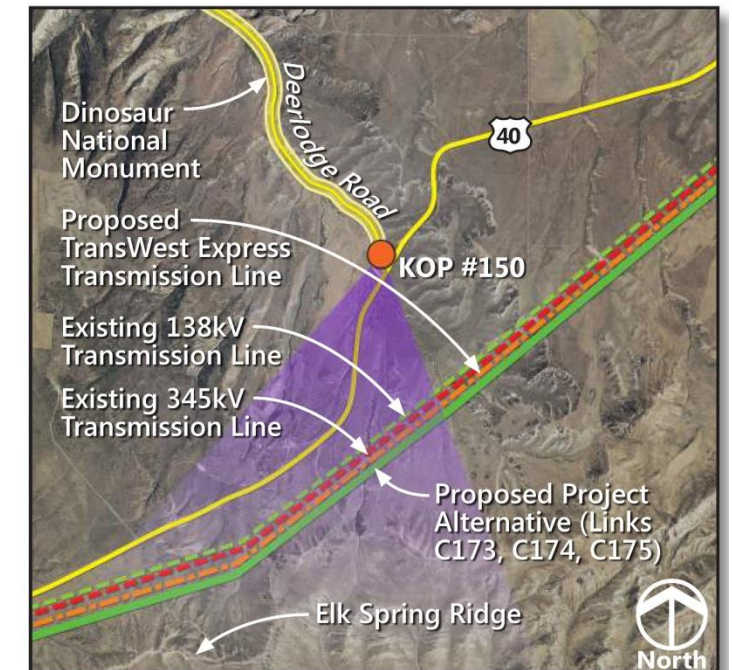 Dinosaur
National
Monument
Deerlodge Road
40
Proposed
TransWest Express
Transmission Line
KOP #150
Existing 138kV
Transmission Line
Existing 345kV
Transmission Line
Proposed Project
Alternative (Links
C173, C174, C175)
Elk Spring Ridge
North